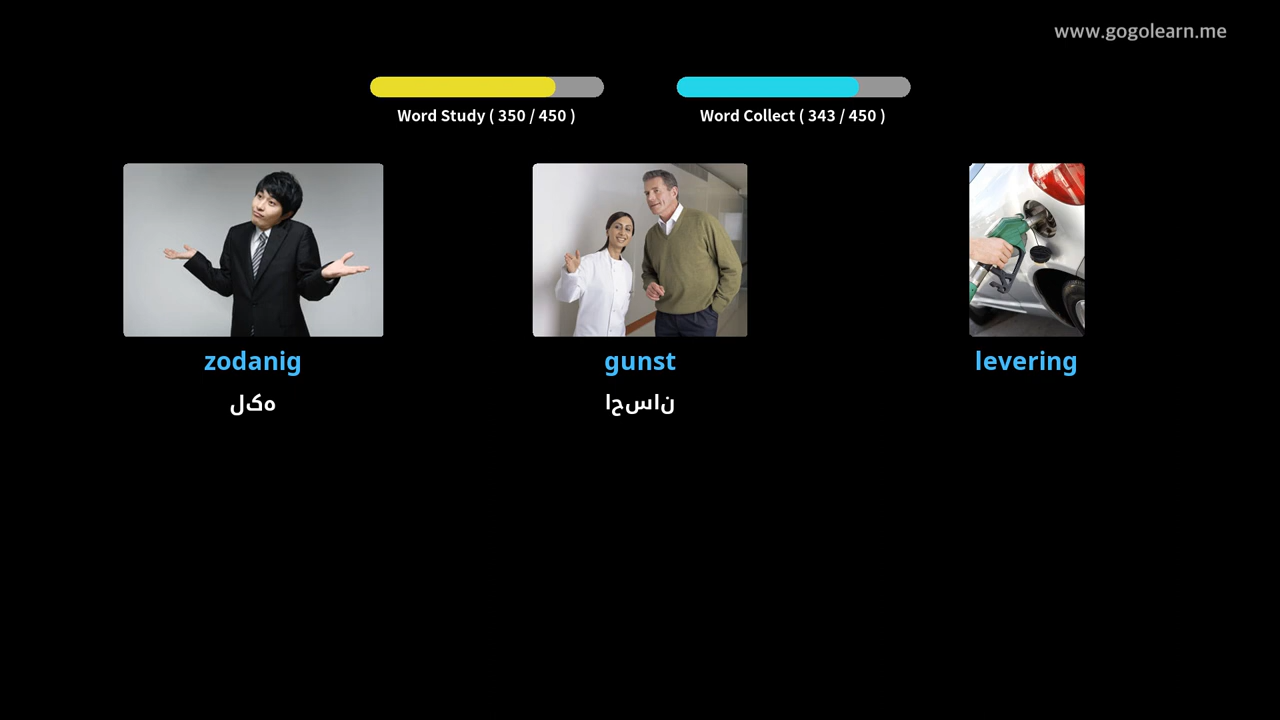 www.gogolearn.me
Word Study ( 350 / 450 )
Word Collect ( 343 / 450 )
zodanig
gunst
levering
لکه
احسان